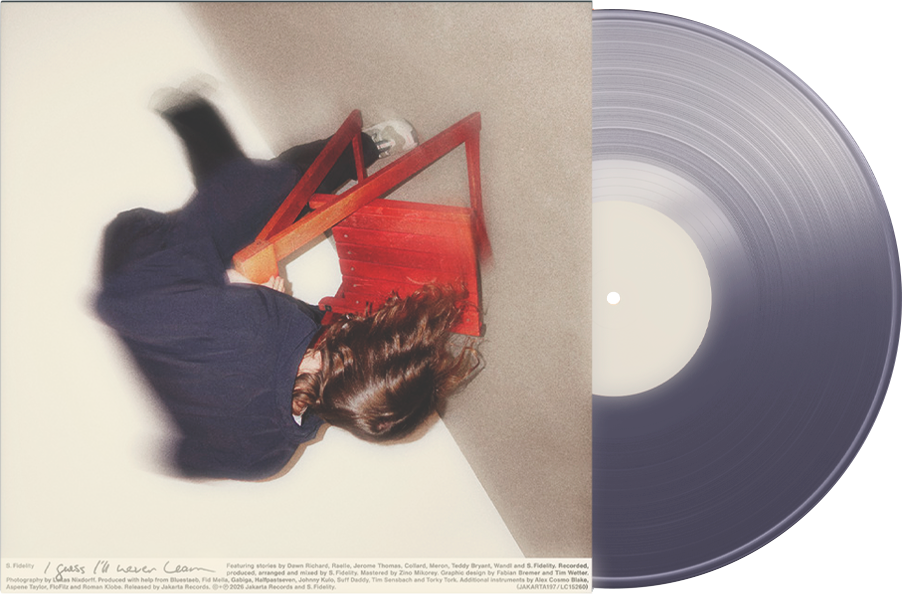 S. Fidelity I guess I'll never learn Featuring stories by Dawn Richard, Raelle, Jerome Thomas, Collard, Meron, Teddy Bryant, Wandl and S. Fidelity. Recorded,
produced, arranged and mixed by S. Fidelity. Mastered by Zino Mikorey. Graphic design by Fabian Bremer and Tim Wetter.
Photography by Lukas Nixdorff. Produced with help from Bluestaeb, Fid Mella, Gabiga, Halfpastseven, Johnny Kulo, Suff Daddy, Tim Sensbach and Torky Tork. Additional instruments by Alex Cosmo Blake,
Aspene Taylor, FloFilz and Roman Klobe. Released by Jakarta Records. ©+℗ 2025 Jakarta Records and S. Fidelity. (JAKARTA197 / LC15260)